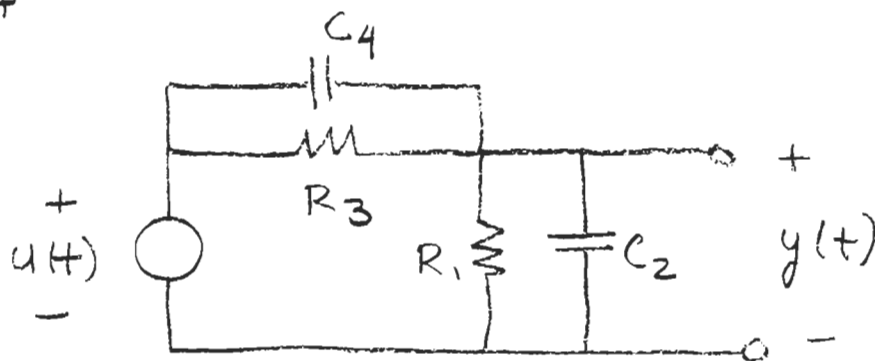 C4
R3
+
u(t)
-
R1
C2
+
y(t)
-